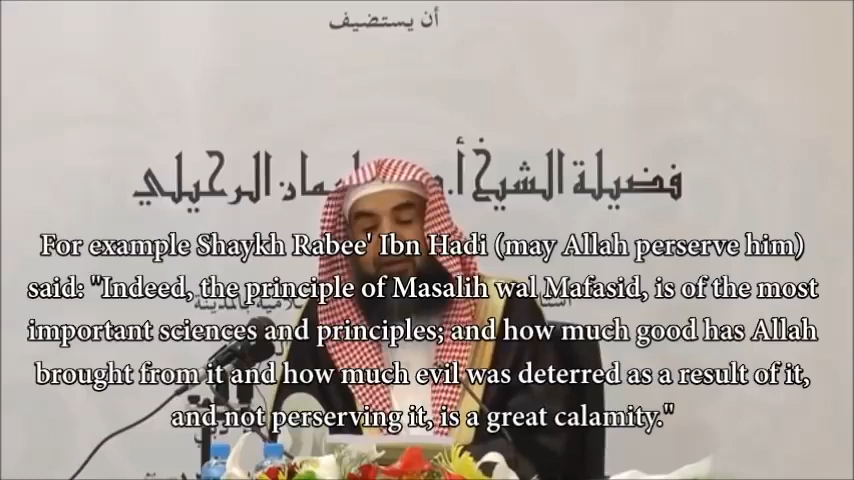 أن يستضيف
فضيلة الشيخ أ.د. الرحيلي
For example Shaykh Rabee' Ibn Hadi (may Allah perserve him)
said: "Indeed, the principle of Masalih wal Mafasid, is of the most
important sciences and principles; and how much good has Allah
brought from it and how much evil was deterred as a result of it,
and not perserving it, is a great calamity."